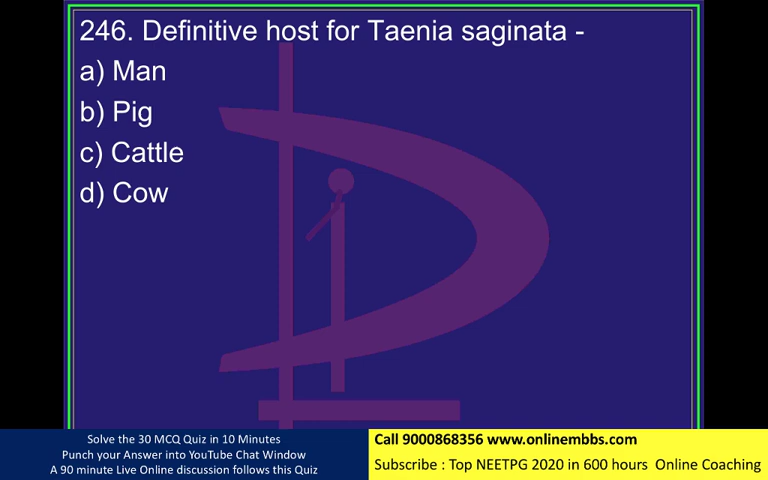 246. Definitive host for Taenia saginata -
a) Man
b) Pig
c) Cattle
d) Cow
Solve the 30 MCQ Quiz in 10 Minutes
Punch your Answer into YouTube Chat Window
A 90 minute Live Online discussion follows this Quiz
Call 9000868356 www.onlinembbs.com
Subscribe : Top NEETPG 2020 in 600 hours Online Coaching